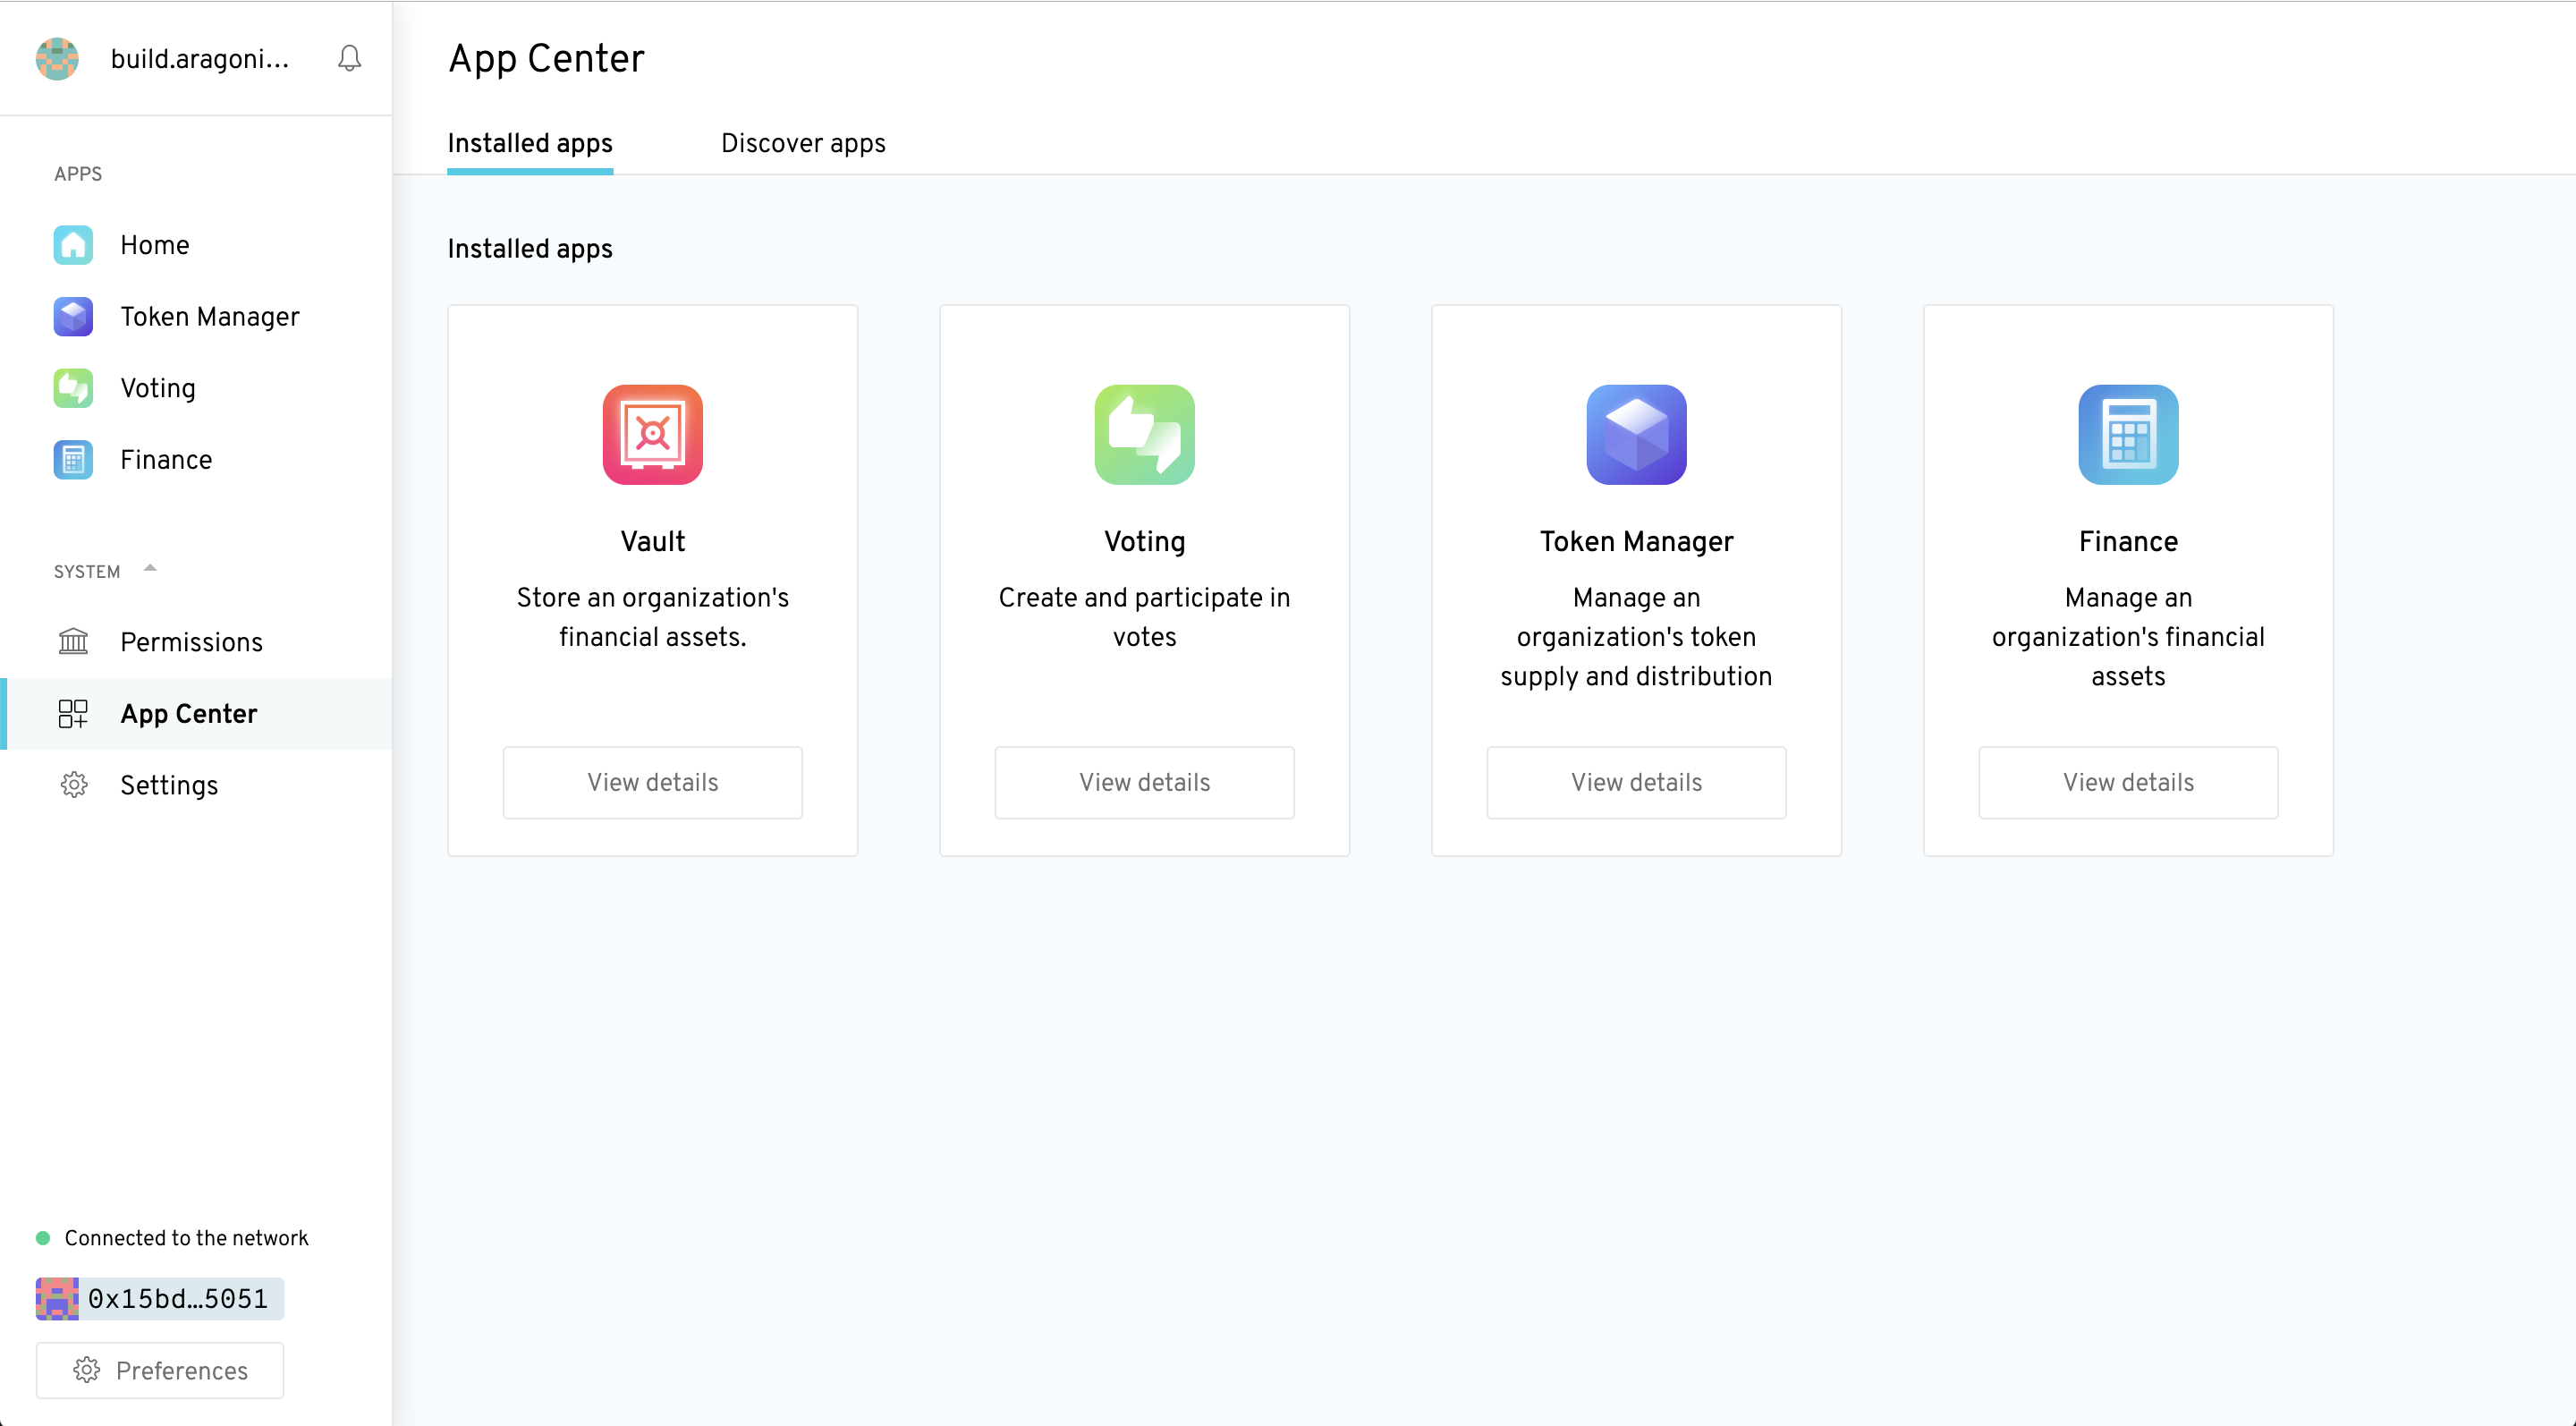 build.aragoni...
APPS
Home
Token Manager
Voting
Finance
SYSTEM
Permissions
App Center
Settings
Connected to the network
0x15bd…5051
Preferences
App Center
Installed apps
Discover apps
Installed apps
Vault
Store an organization's
financial assets.
View details
Voting
Create and participate in
votes
View details
Token Manager
Manage an
organization's token
supply and distribution
View details
Finance
Manage an
organization's financial
assets
View details